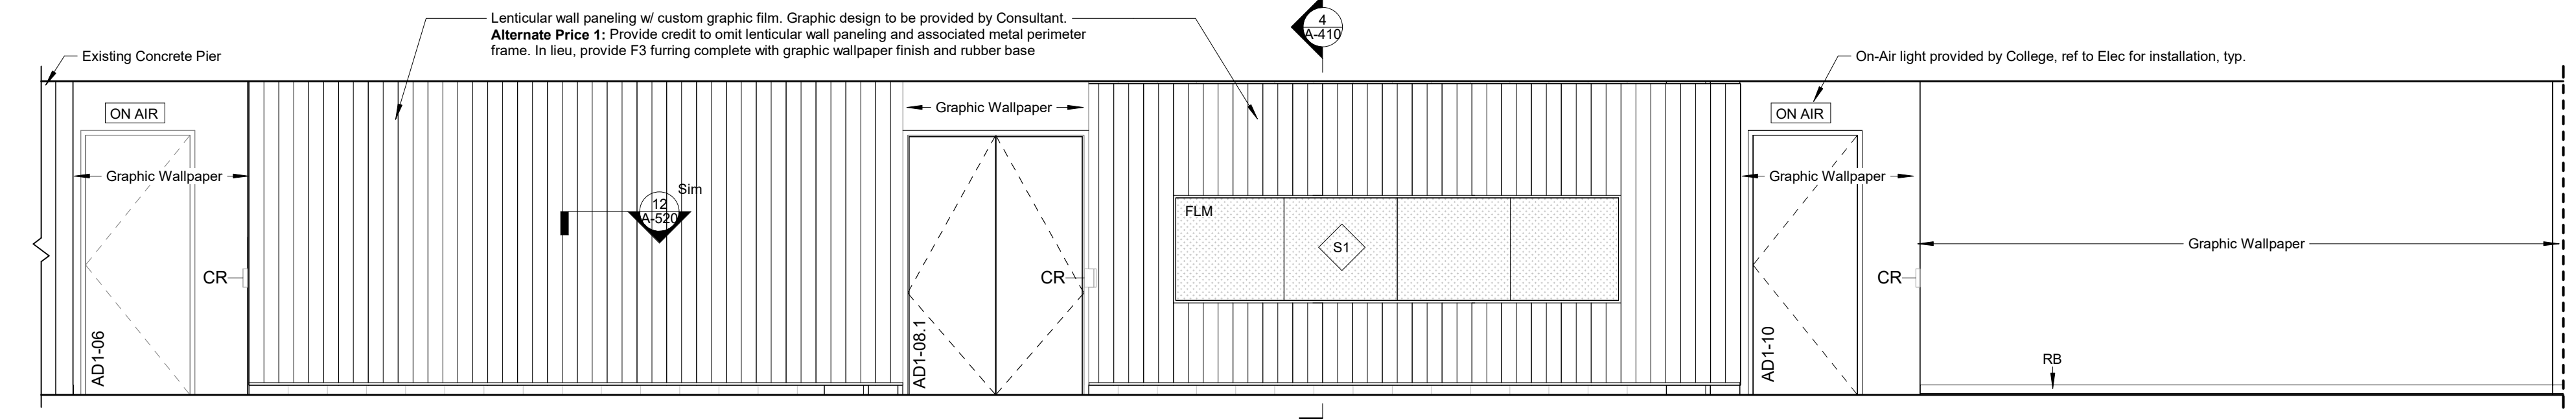 Lenticular wall paneling w/ custom graphic film. Graphic design to be provided by Consultant.
Alternate Price 1: Provide credit to omit lenticular wall paneling and associated metal perimeter
frame. In lieu, provide F3 furring complete with graphic wallpaper finish and rubber base
4
A-410
Existing Concrete Pier
On-Air light provided by College, ref to Elec for installation, typ.
ON AIR
Graphic Wallpaper
ON AIR
Graphic Wallpaper
Graphic Wallpaper
Sim
12
A-520
FLM
S1
Graphic Wallpaper
CR
CR
CR
AD1-06
AD1-08.1
AD1-10
RB